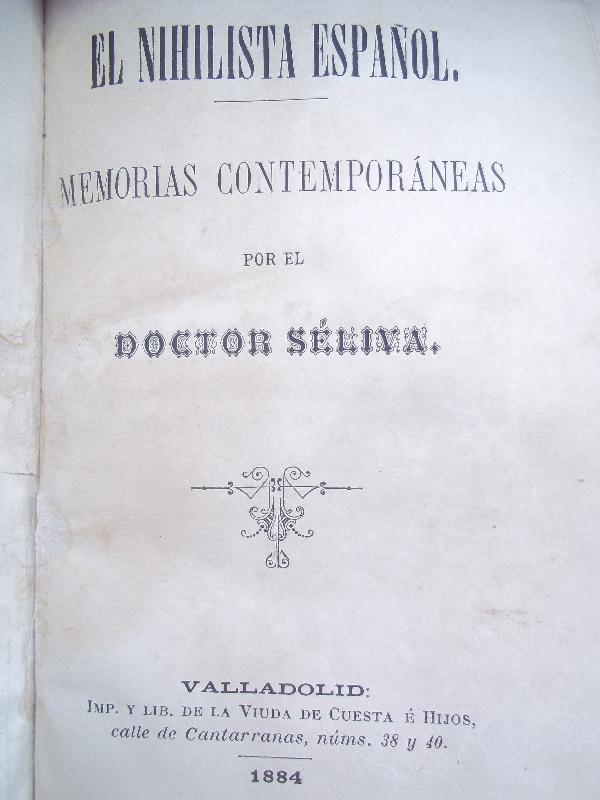 EL NIHILISTA ESPAÑOL.
MEMORIAS CONTEMPORÁNEAS
POR EL
DOCTOR SÉLIVA.
VALLADOLID:
IMP. Y LIB. DE LA VIUDA DE CUESTA É HIJOS,
calle de Cantarranas, núms. 38 y 40.
1884